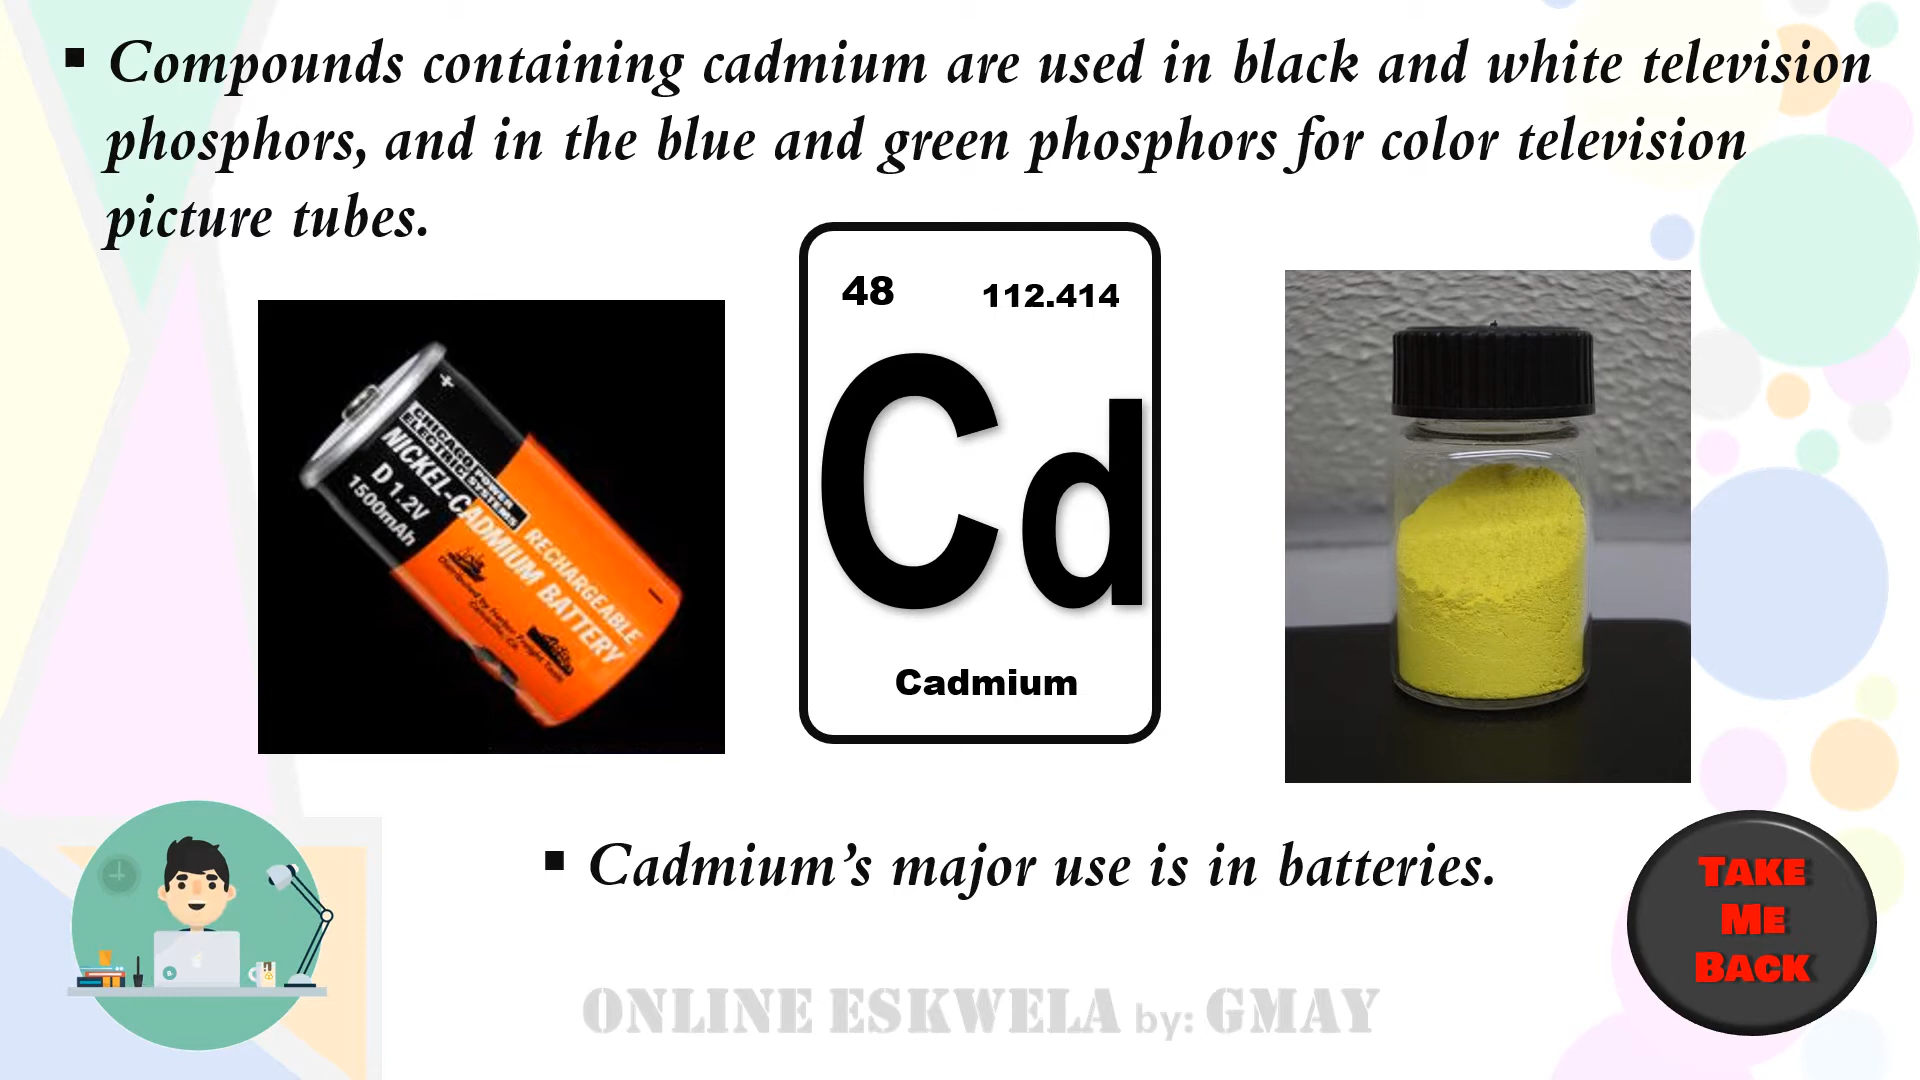 ▪ Compounds containing cadmium are used in black and white television
phosphors, and in the blue and green phosphors for color television
picture tubes.
48 112.414
Cd
Cadmium
+
CHICAGO
ELECTRIC
POWER
SYSTEMS
NICKEL-CADMIUM BATTERY
D 1.2V
1500mAh
RECHARGEABLE
-
▪ Cadmium’s major use is in batteries.
TAKE
ME
BACK
ONLINE ESKWELA by: GMAY